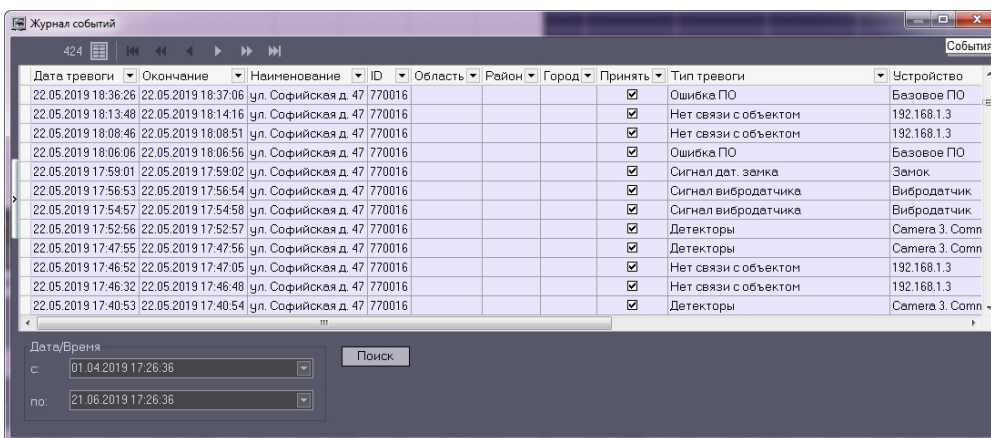 Журнал событий
424
События
Дата тревоги Окончание Наименование ID Область Район Город Принять Тип тревоги Устройство
22.05.2019 18:36:26 22.05.2019 18:37:06 ул. Софийская д. 47 770016 Ошибка ПО Базовое ПО
22.05.2019 18:13:48 22.05.2019 18:14:16 ул. Софийская д. 47 770016 Нет связи с объектом 192.168.1.3
22.05.2019 18:08:46 22.05.2019 18:08:51 ул. Софийская д. 47 770016 Нет связи с объектом 192.168.1.3
22.05.2019 18:06:06 22.05.2019 18:06:56 ул. Софийская д. 47 770016 Ошибка ПО Базовое ПО
22.05.2019 17:59:01 22.05.2019 17:59:02 ул. Софийская д. 47 770016 Сигнал дат. замка Замок
22.05.2019 17:56:53 22.05.2019 17:56:54 ул. Софийская д. 47 770016 Сигнал вибродатчика Вибродатчик
22.05.2019 17:54:57 22.05.2019 17:54:58 ул. Софийская д. 47 770016 Сигнал вибродатчика Вибродатчик
22.05.2019 17:52:56 22.05.2019 17:52:57 ул. Софийская д. 47 770016 Детекторы Camera 3. Comn
22.05.2019 17:47:55 22.05.2019 17:47:56 ул. Софийская д. 47 770016 Детекторы Camera 3. Comn
22.05.2019 17:46:52 22.05.2019 17:47:05 ул. Софийская д. 47 770016 Нет связи с объектом 192.168.1.3
22.05.2019 17:46:32 22.05.2019 17:46:48 ул. Софийская д. 47 770016 Нет связи с объектом 192.168.1.3
22.05.2019 17:40:53 22.05.2019 17:40:54 ул. Софийская д. 47 770016 Детекторы Camera 3. Comn
Дата/Время
с: 01.04.2019 17:26:36
Поиск
по: 21.06.2019 17:26:36